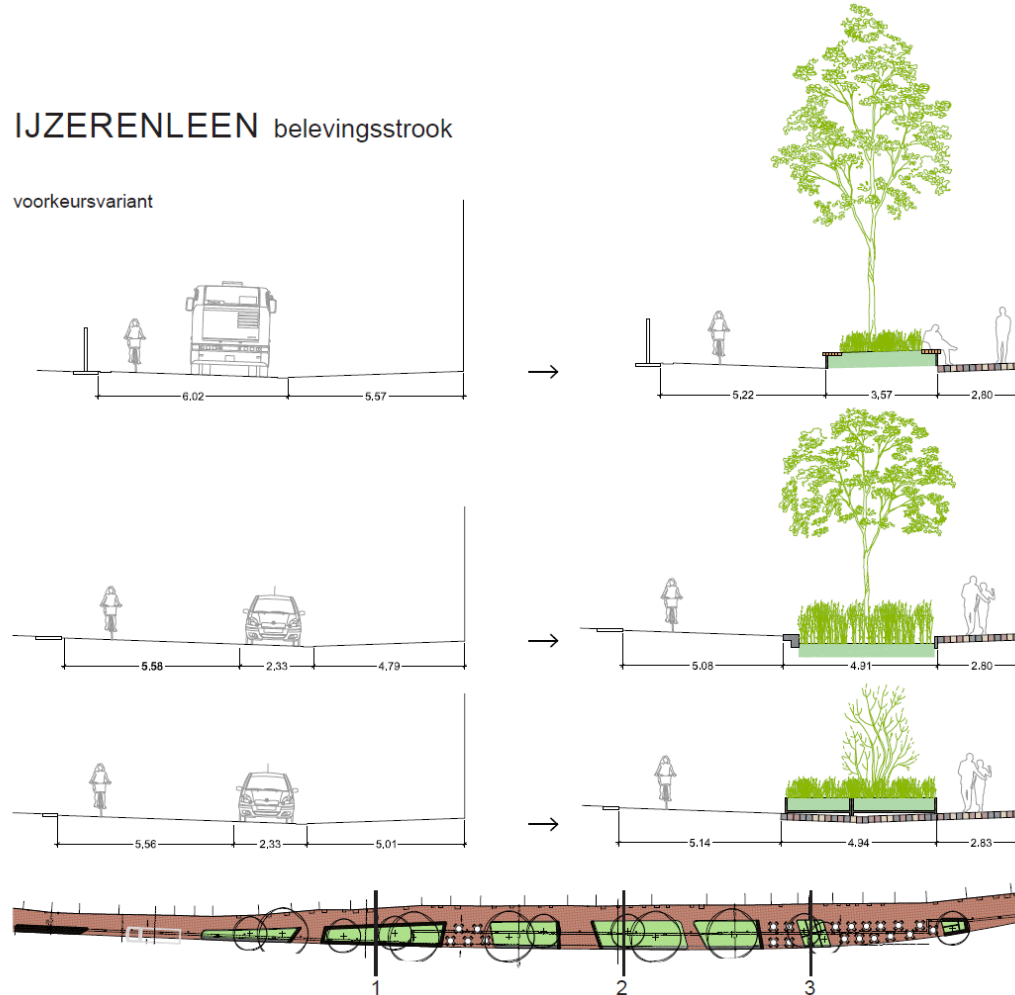 IJZERENLEEN belevingsstrook
voorkeursvariant
6,02 5,57
5,22 3,57 2,80
5,58 2,33 4,79
5,08 4,91 2,80
5,56 2,33 5,01
5,14 4,94 2,83
1 2 3